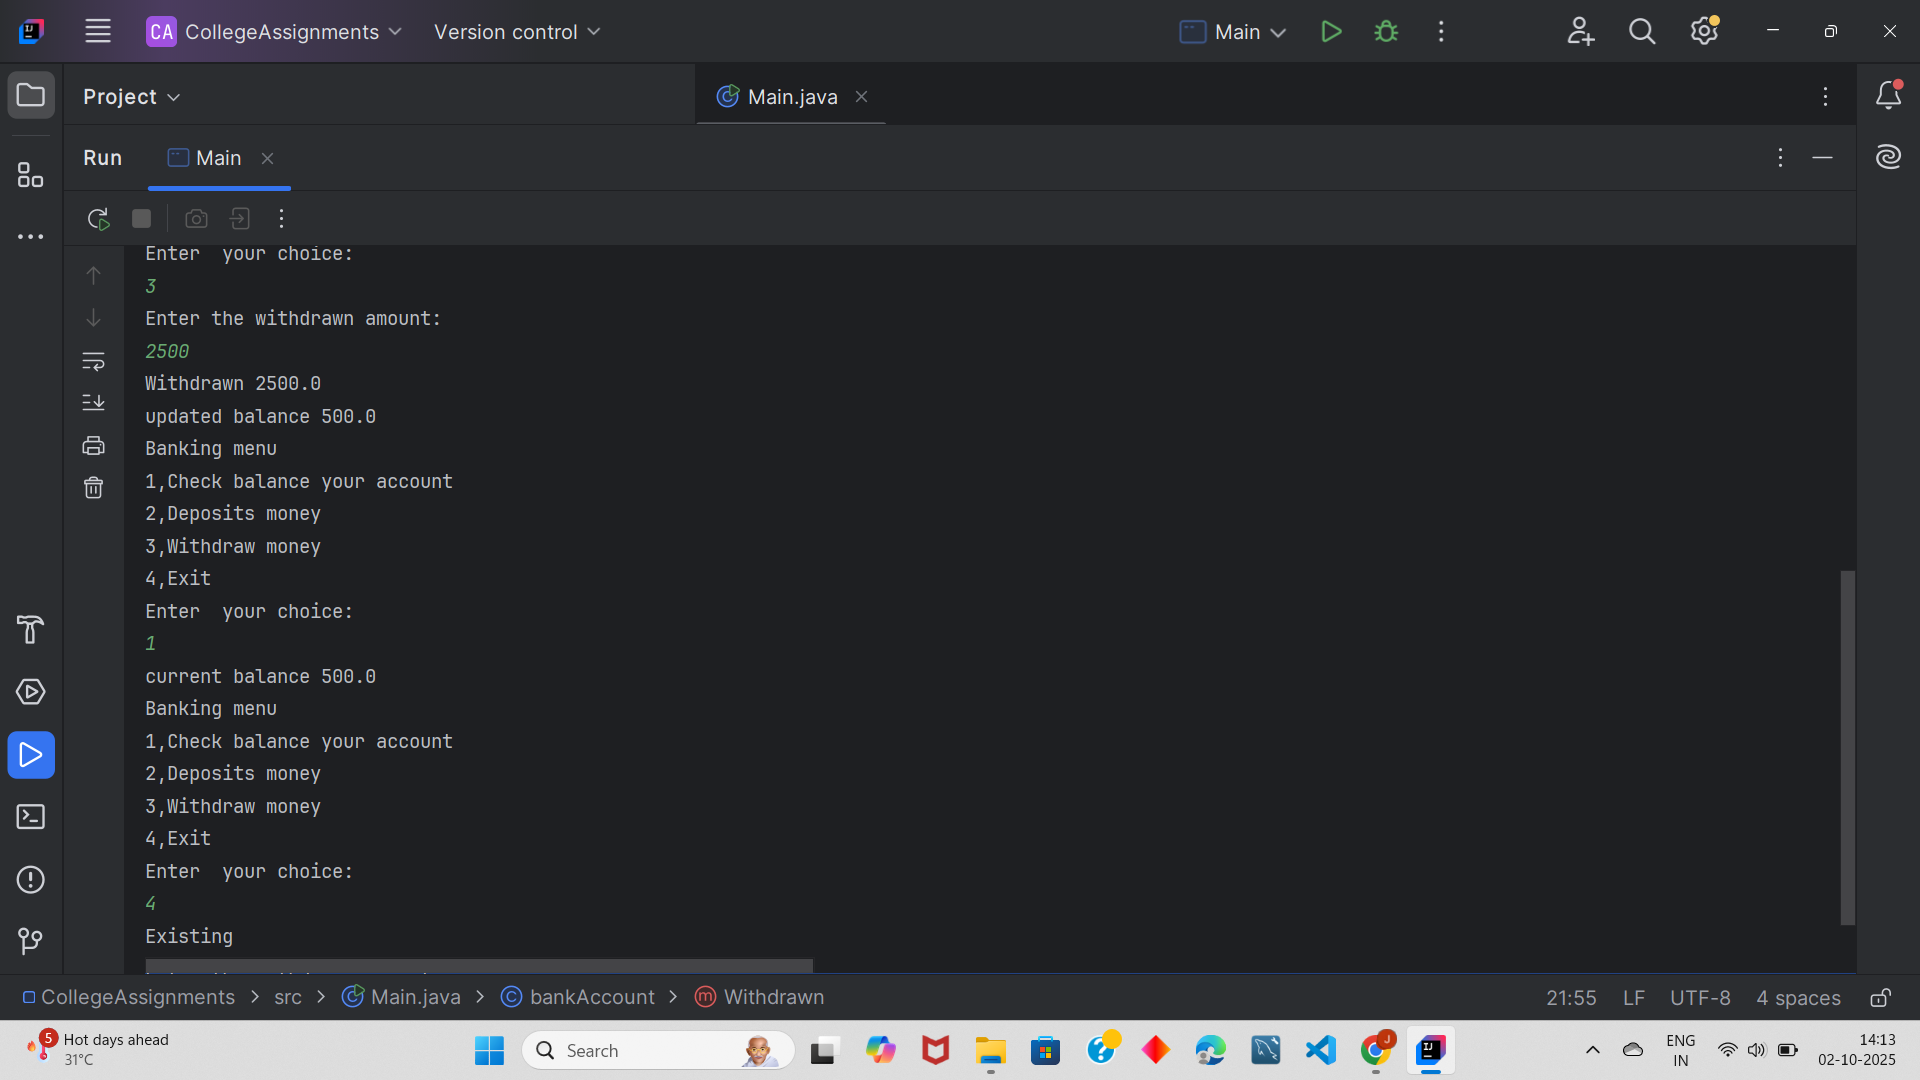 CA CollegeAssignments Version control Main
Project Main.java
Run Main
Enter  your choice:
3
Enter the withdrawn amount:
2500
Withdrawn 2500.0
updated balance 500.0
Banking menu
1,Check balance your account
2,Deposits money
3,Withdraw money
4,Exit
Enter  your choice:
1
current balance 500.0
Banking menu
1,Check balance your account
2,Deposits money
3,Withdraw money
4,Exit
Enter  your choice:
4
Existing
CollegeAssignments > src > Main.java > bankAccount > Withdrawn 21:55 LF UTF-8 4 spaces
5 Hot days ahead
31°C
Search
ENG
IN
14:13
02-10-2025